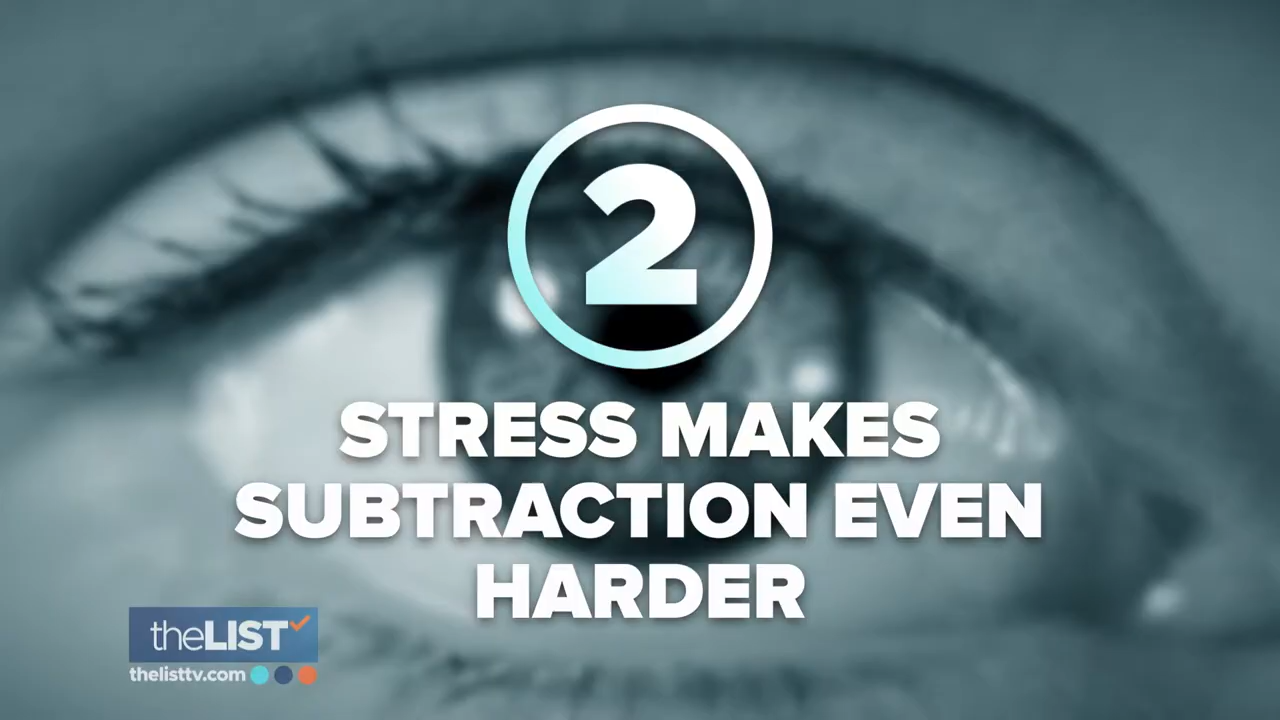 2
STRESS MAKES
SUBTRACTION EVEN
HARDER
theLIST
thelisttv.com